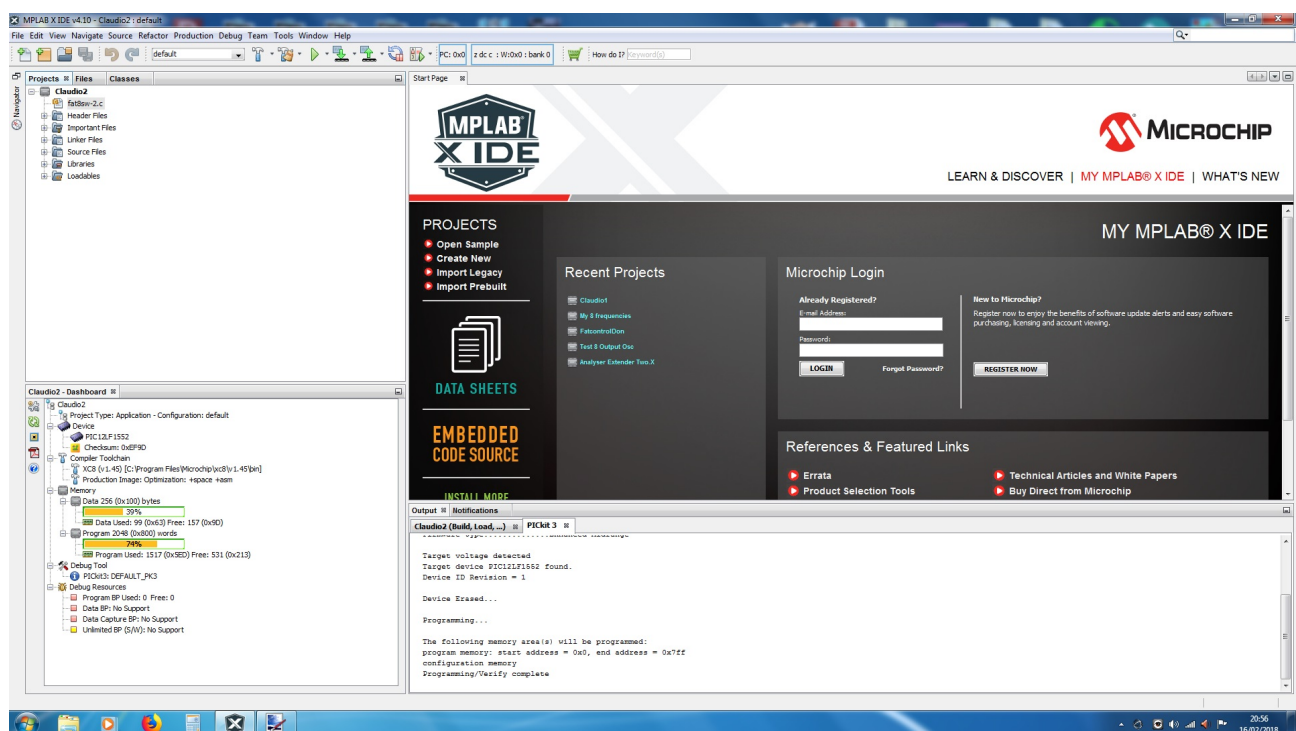 MPLAB X IDE v4.10 - Claudio2 : default
File Edit View Navigate Source Refactor Production Debug Team Tools Window Help
default
PC: 0x0
z dc c : W:0x0 : bank 0
How do I? Keyword(s)
Projects Files Classes
Navigator
Claudio2
fat8sw-2.c
Header Files
Important Files
Linker Files
Source Files
Libraries
Loadables
Claudio2 - Dashboard
Claudio2
Project Type: Application - Configuration: default
Device
PIC12LF1552
Checksum: 0xEF9D
Compiler Toolchain
XC8 (v1.45) [C:\Program Files\Microchip\xc8\v1.45\bin]
Production Image: Optimization: +space +asm
Memory
Data 256 (0x100) bytes
39%
Data Used: 99 (0x63) Free: 157 (0x9D)
Program 2048 (0x800) words
74%
Program Used: 1517 (0x5ED) Free: 531 (0x213)
Debug Tool
PICkit3: DEFAULT_PK3
Debug Resources
Program BP Used: 0 Free: 0
Data BP: No Support
Data Capture BP: No Support
Unlimited BP (S/W): No Support
Start Page
MPLAB
X IDE
MICROCHIP
LEARN & DISCOVER | MY MPLAB® X IDE | WHAT'S NEW
PROJECTS
Open Sample
Create New
Import Legacy
Import Prebuilt
DATA SHEETS
EMBEDDED
CODE SOURCE
INSTALL MORE
MY MPLAB® X IDE
Recent Projects
Claudio1
My 8 frequencies
FatcontrolDon
Test 8 Output Osc
Analyser Extender Two.X
Microchip Login
Already Registered?
E-mail Address:
Password:
LOGIN
Forgot Password?
New to Microchip?
Register now to enjoy the benefits of software update alerts and easy software
purchasing, licensing and account viewing.
REGISTER NOW
References & Featured Links
Errata
Product Selection Tools
Technical Articles and White Papers
Buy Direct from Microchip
Output Notifications
Claudio2 (Build, Load, ...) PICkit 3
Target voltage detected
Target device PIC12LF1552 found.
Device ID Revision = 1
Device Erased...
Programming...
The following memory area(s) will be programmed:
program memory: start address = 0x0, end address = 0x7ff
configuration memory
Programming/Verify complete
20:56
16/02/2018